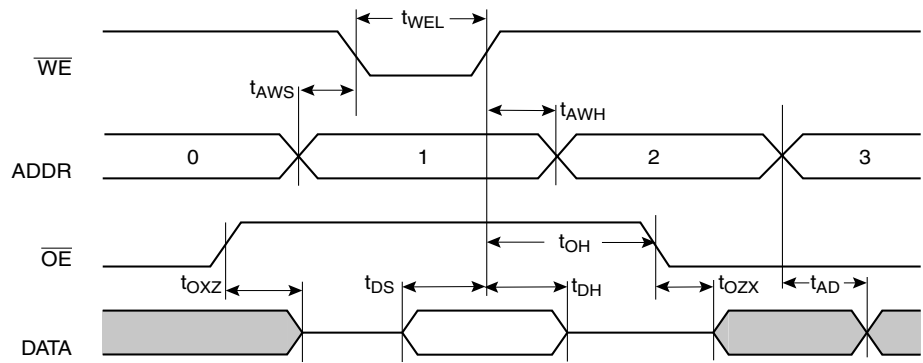 tWEL
WE
tAWS
tAWH
ADDR 0 1 2 3
OE
tOH
tOXZ tDS tDH tOZX tAD
DATA